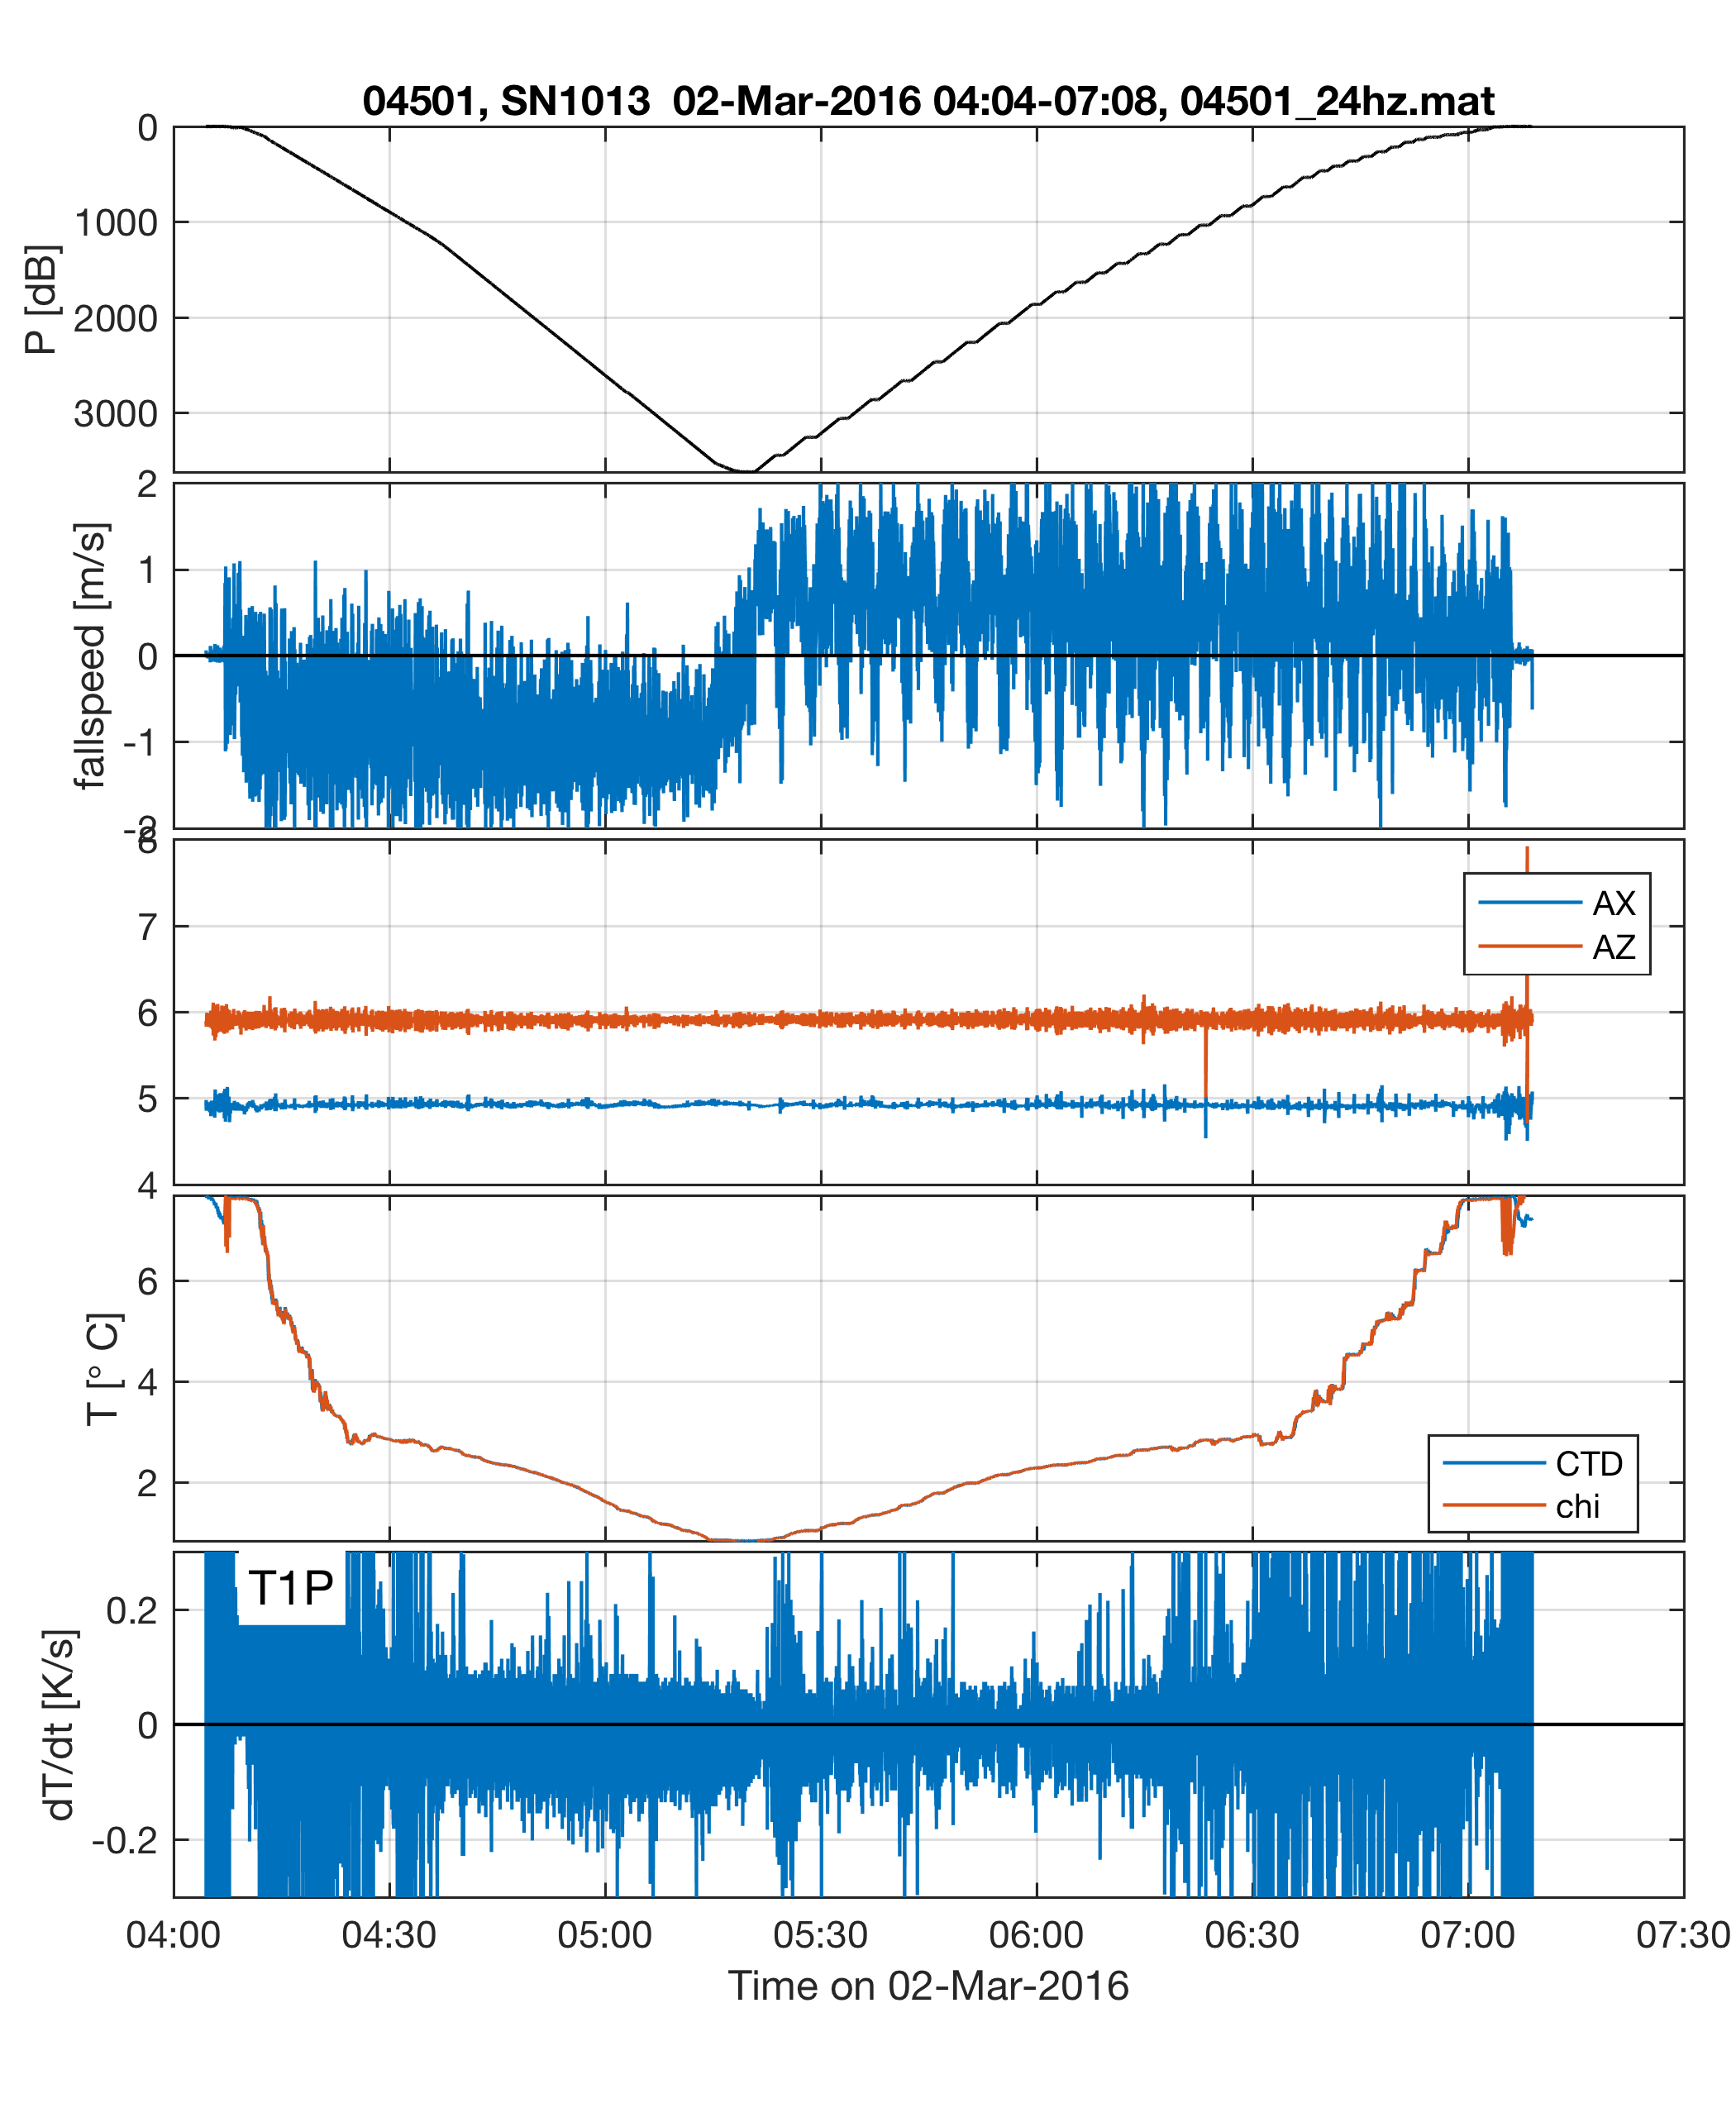 04501, SN1013  02-Mar-2016 04:04-07:08, 04501_24hz.mat
0
1000
2000
3000
P [dB]
2
1
0
-1
-2
fallspeed [m/s]
8
7
6
5
4
AX
AZ
6
4
2
T [° C]
CTD
chi
T1P
0.2
0
-0.2
dT/dt [K/s]
04:00 04:30 05:00 05:30 06:00 06:30 07:00 07:30
Time on 02-Mar-2016